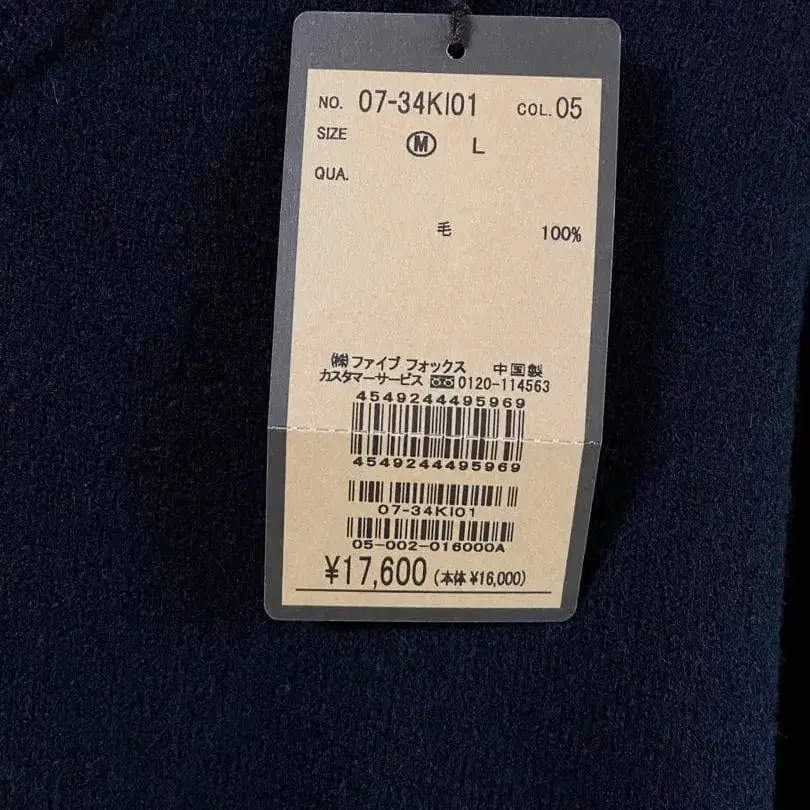 NO. 07-34KI01 COL. 05
SIZE Ⓜ L
QUA.
毛 100%
㈱ファイブ フォックス 中国製
カスタマーサービス 0120-114563
4549244495969
4549244495969
07-34KI01
05-002-016000A
¥17,600 (本体 ¥16,000)